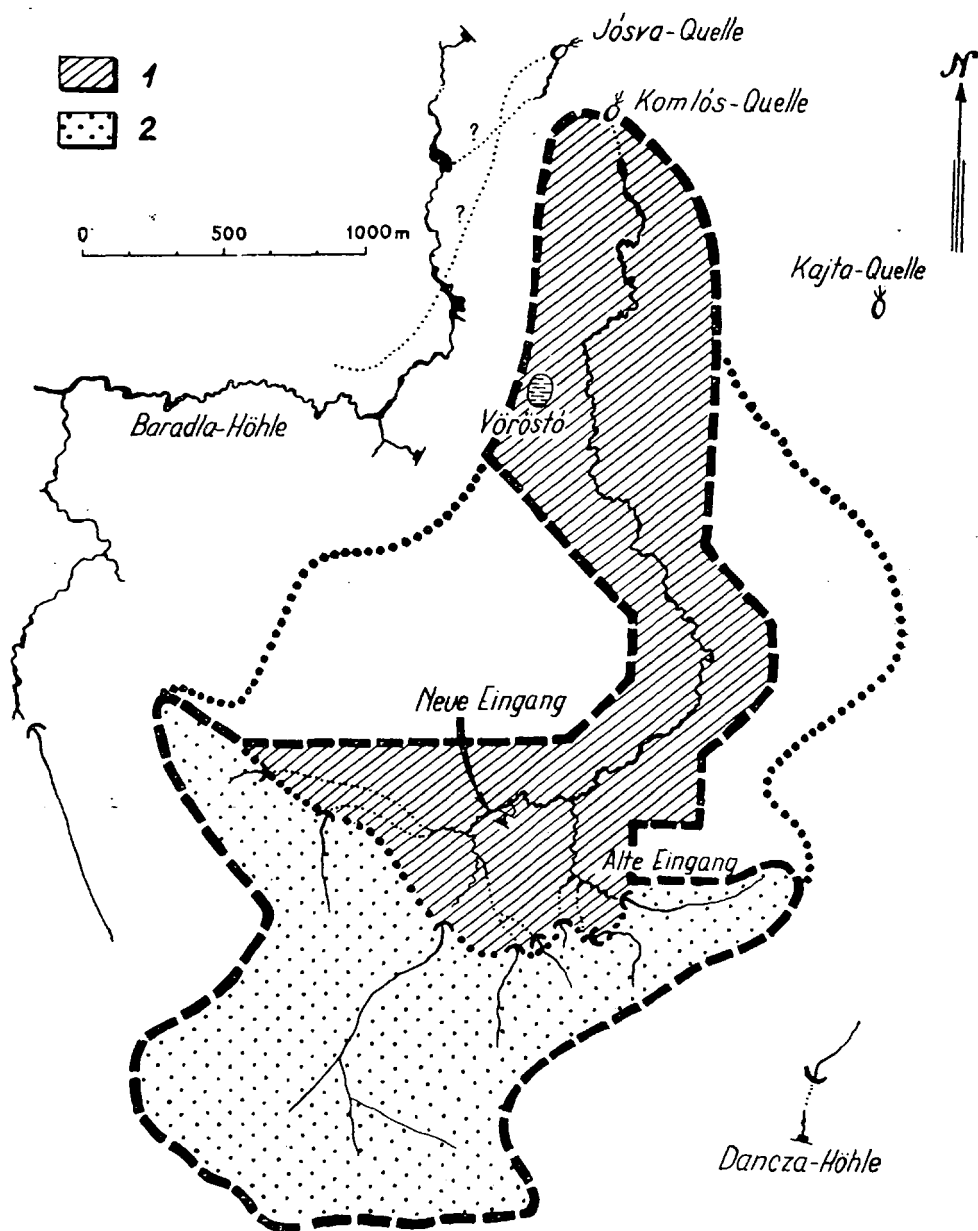 Jósva-Quelle
1
N
Komlós-Quelle
2
?
?
0 500 1000 m
Kajta-Quelle
Baradla-Höhle
Vöröstó
Neue Eingang
Alte Eingang
Dancza-Höhle